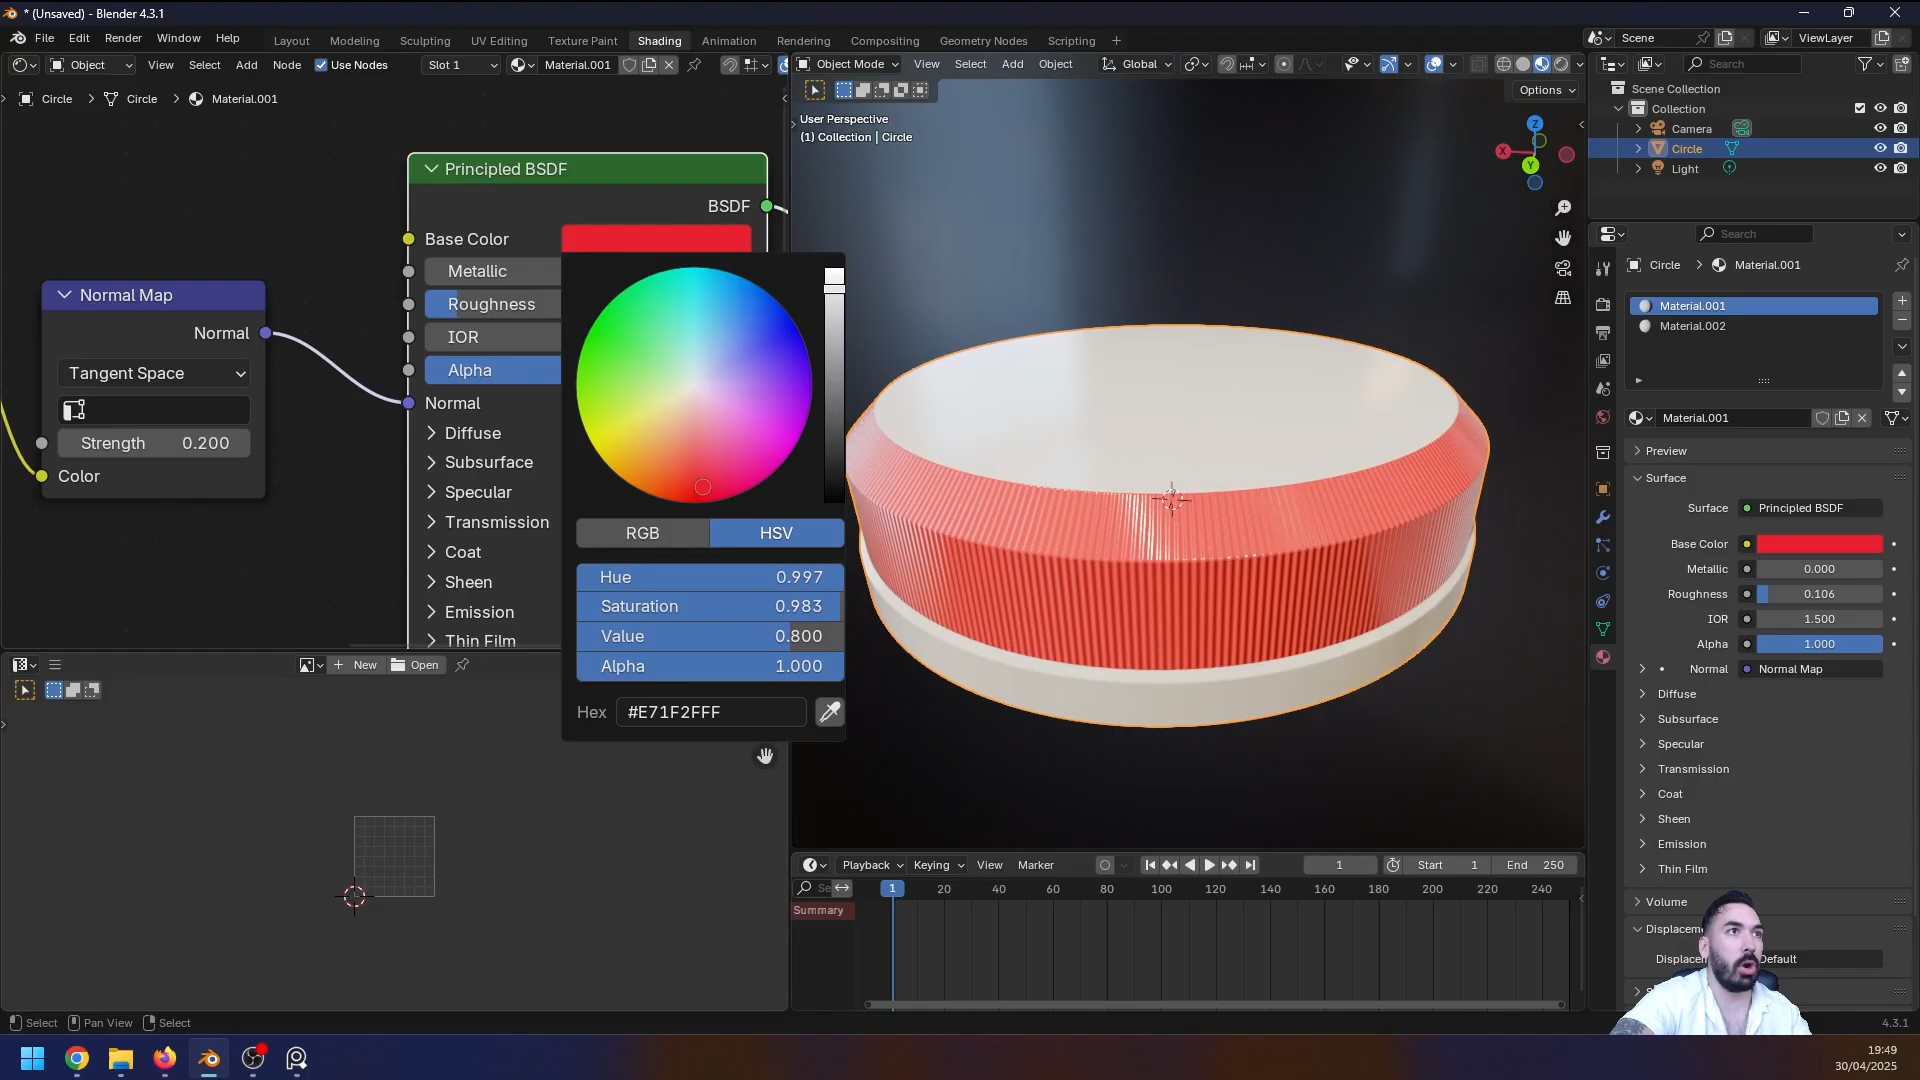 * (Unsaved) - Blender 4.3.1
File Edit Render Window Help
Layout Modeling Sculpting UV Editing Texture Paint Shading Animation Rendering Compositing Geometry Nodes Scripting +
Scene ViewLayer
Object View Select Add Object Node Use Nodes Slot 1 Material.001
Object Mode View Select Add Object Global
Search
Circle > Circle > Material.001
Options
User Perspective
(1) Collection | Circle
Z
X
Y
Scene Collection
Collection
Camera
Circle
Light
Search
Circle > Material.001
Material.001
Material.002
Material.001
Preview
Surface
Surface Principled BSDF
Base Color
Metallic 0.000
Roughness 0.106
IOR 1.500
Alpha 1.000
Normal Normal Map
Diffuse
Subsurface
Specular
Transmission
Coat
Sheen
Emission
Thin Film
Volume
Default
Principled BSDF
BSDF
Base Color
Metallic
Roughness
IOR
Alpha
Normal
Diffuse
Subsurface
Specular
Transmission
Coat
Sheen
Emission
Thin Film
Normal Map
Normal
Tangent Space
Strength 0.200
Color
RGB HSV
Hue 0.997
Saturation 0.983
Value 0.800
Alpha 1.000
Hex #E71F2FFF
New Open
Playback Keying View Marker 1 Start 1 End 250
1 20 40 60 80 100 120 140 160 180 200 220 240
Summary
Select Pan View Select
4.3.1
19:49
30/04/2025